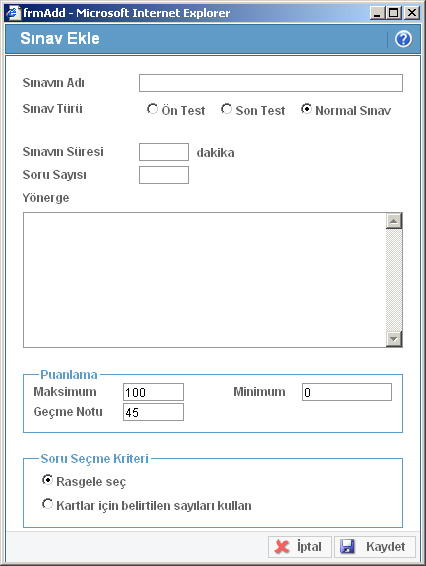 frmAdd - Microsoft Internet Explorer
Sınav Ekle
?
Sınavın Adı
Sınav Türü Ön Test Son Test Normal Sınav
Sınavın Süresi dakika
Soru Sayısı
Yönerge
Puanlama
Maksimum 100 Minimum 0
Geçme Notu 45
Soru Seçme Kriteri
Rasgele seç
Kartlar için belirtilen sayıları kullan
İptal Kaydet